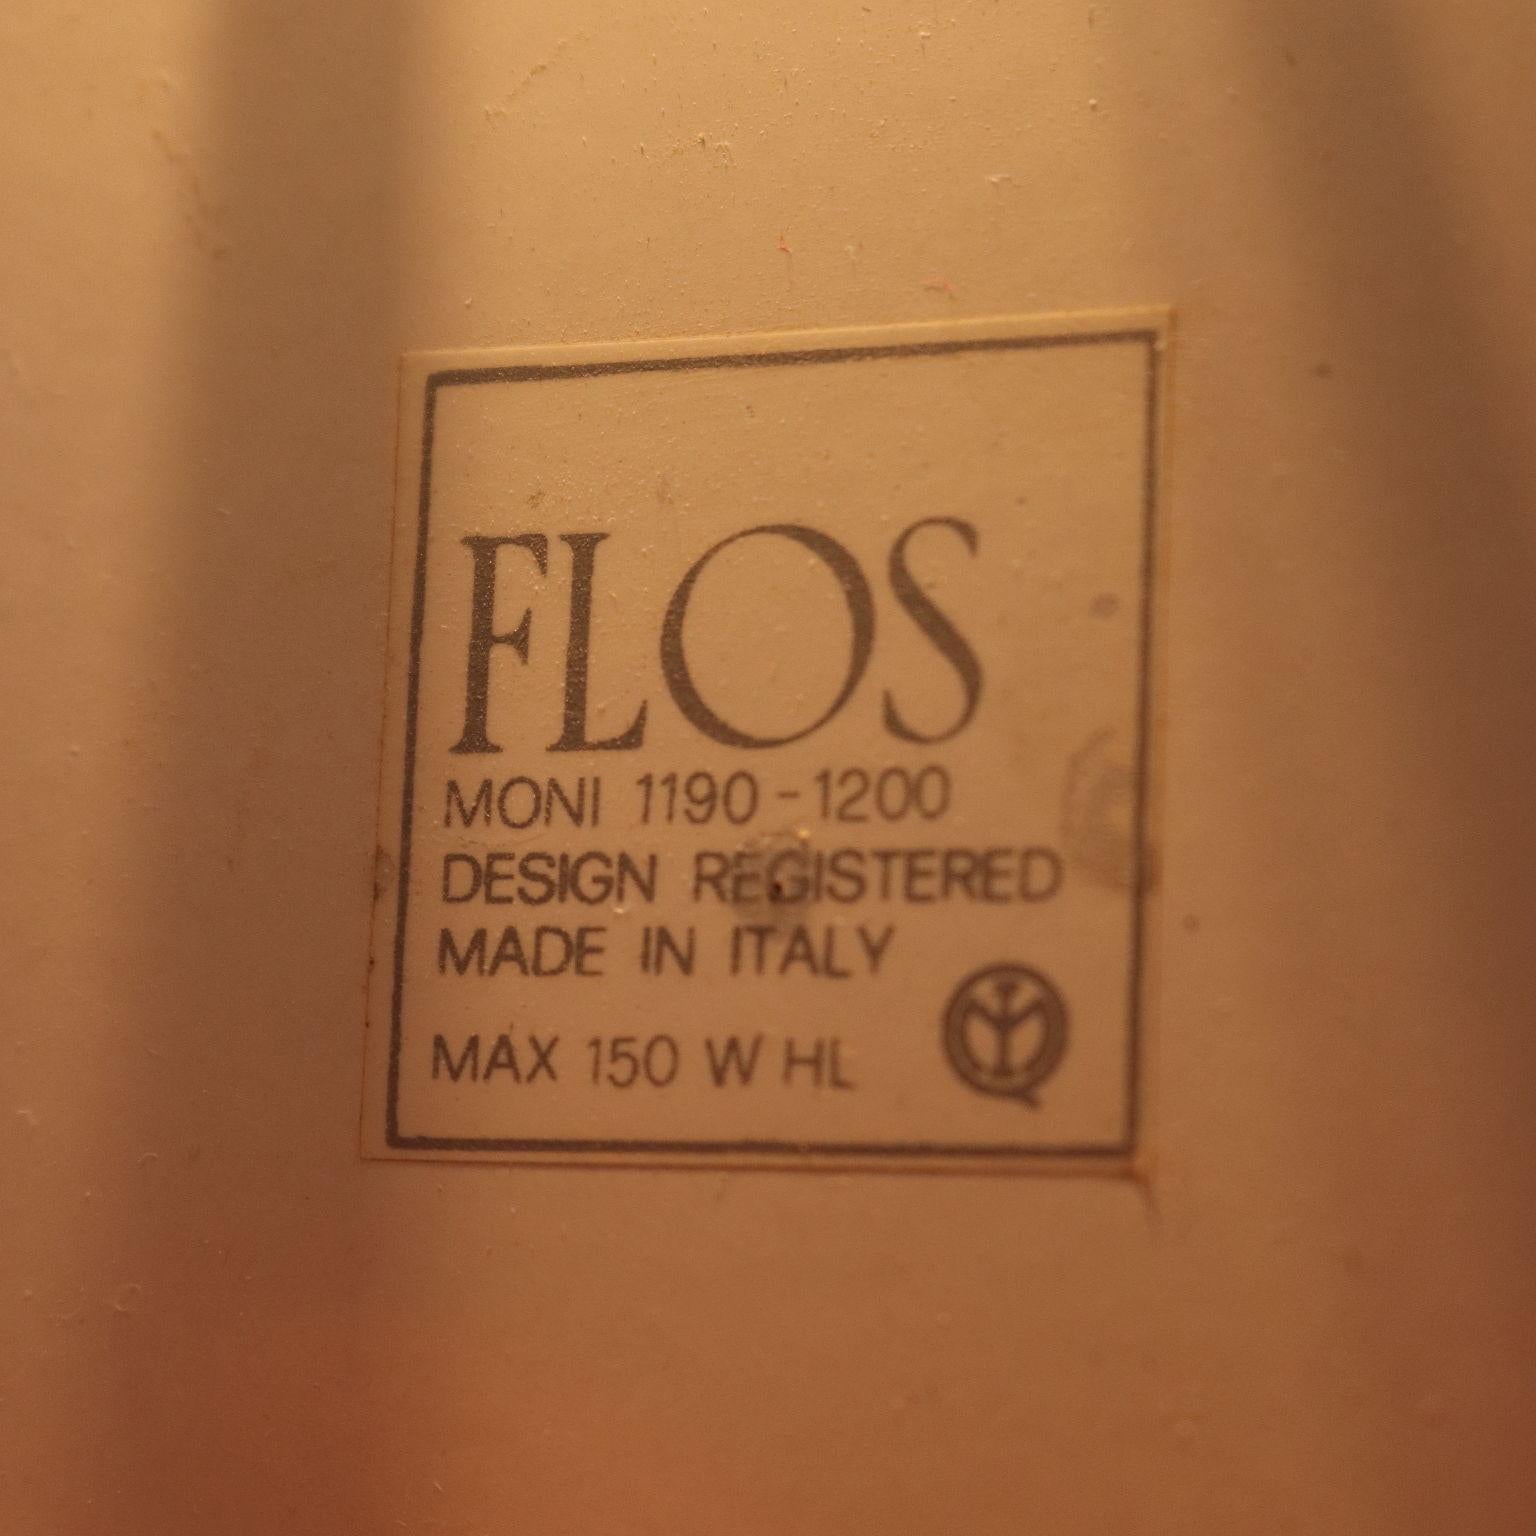 FLOS
MONI 1190 - 1200
DESIGN REGISTERED
MADE IN ITALY
MAX 150 W HL